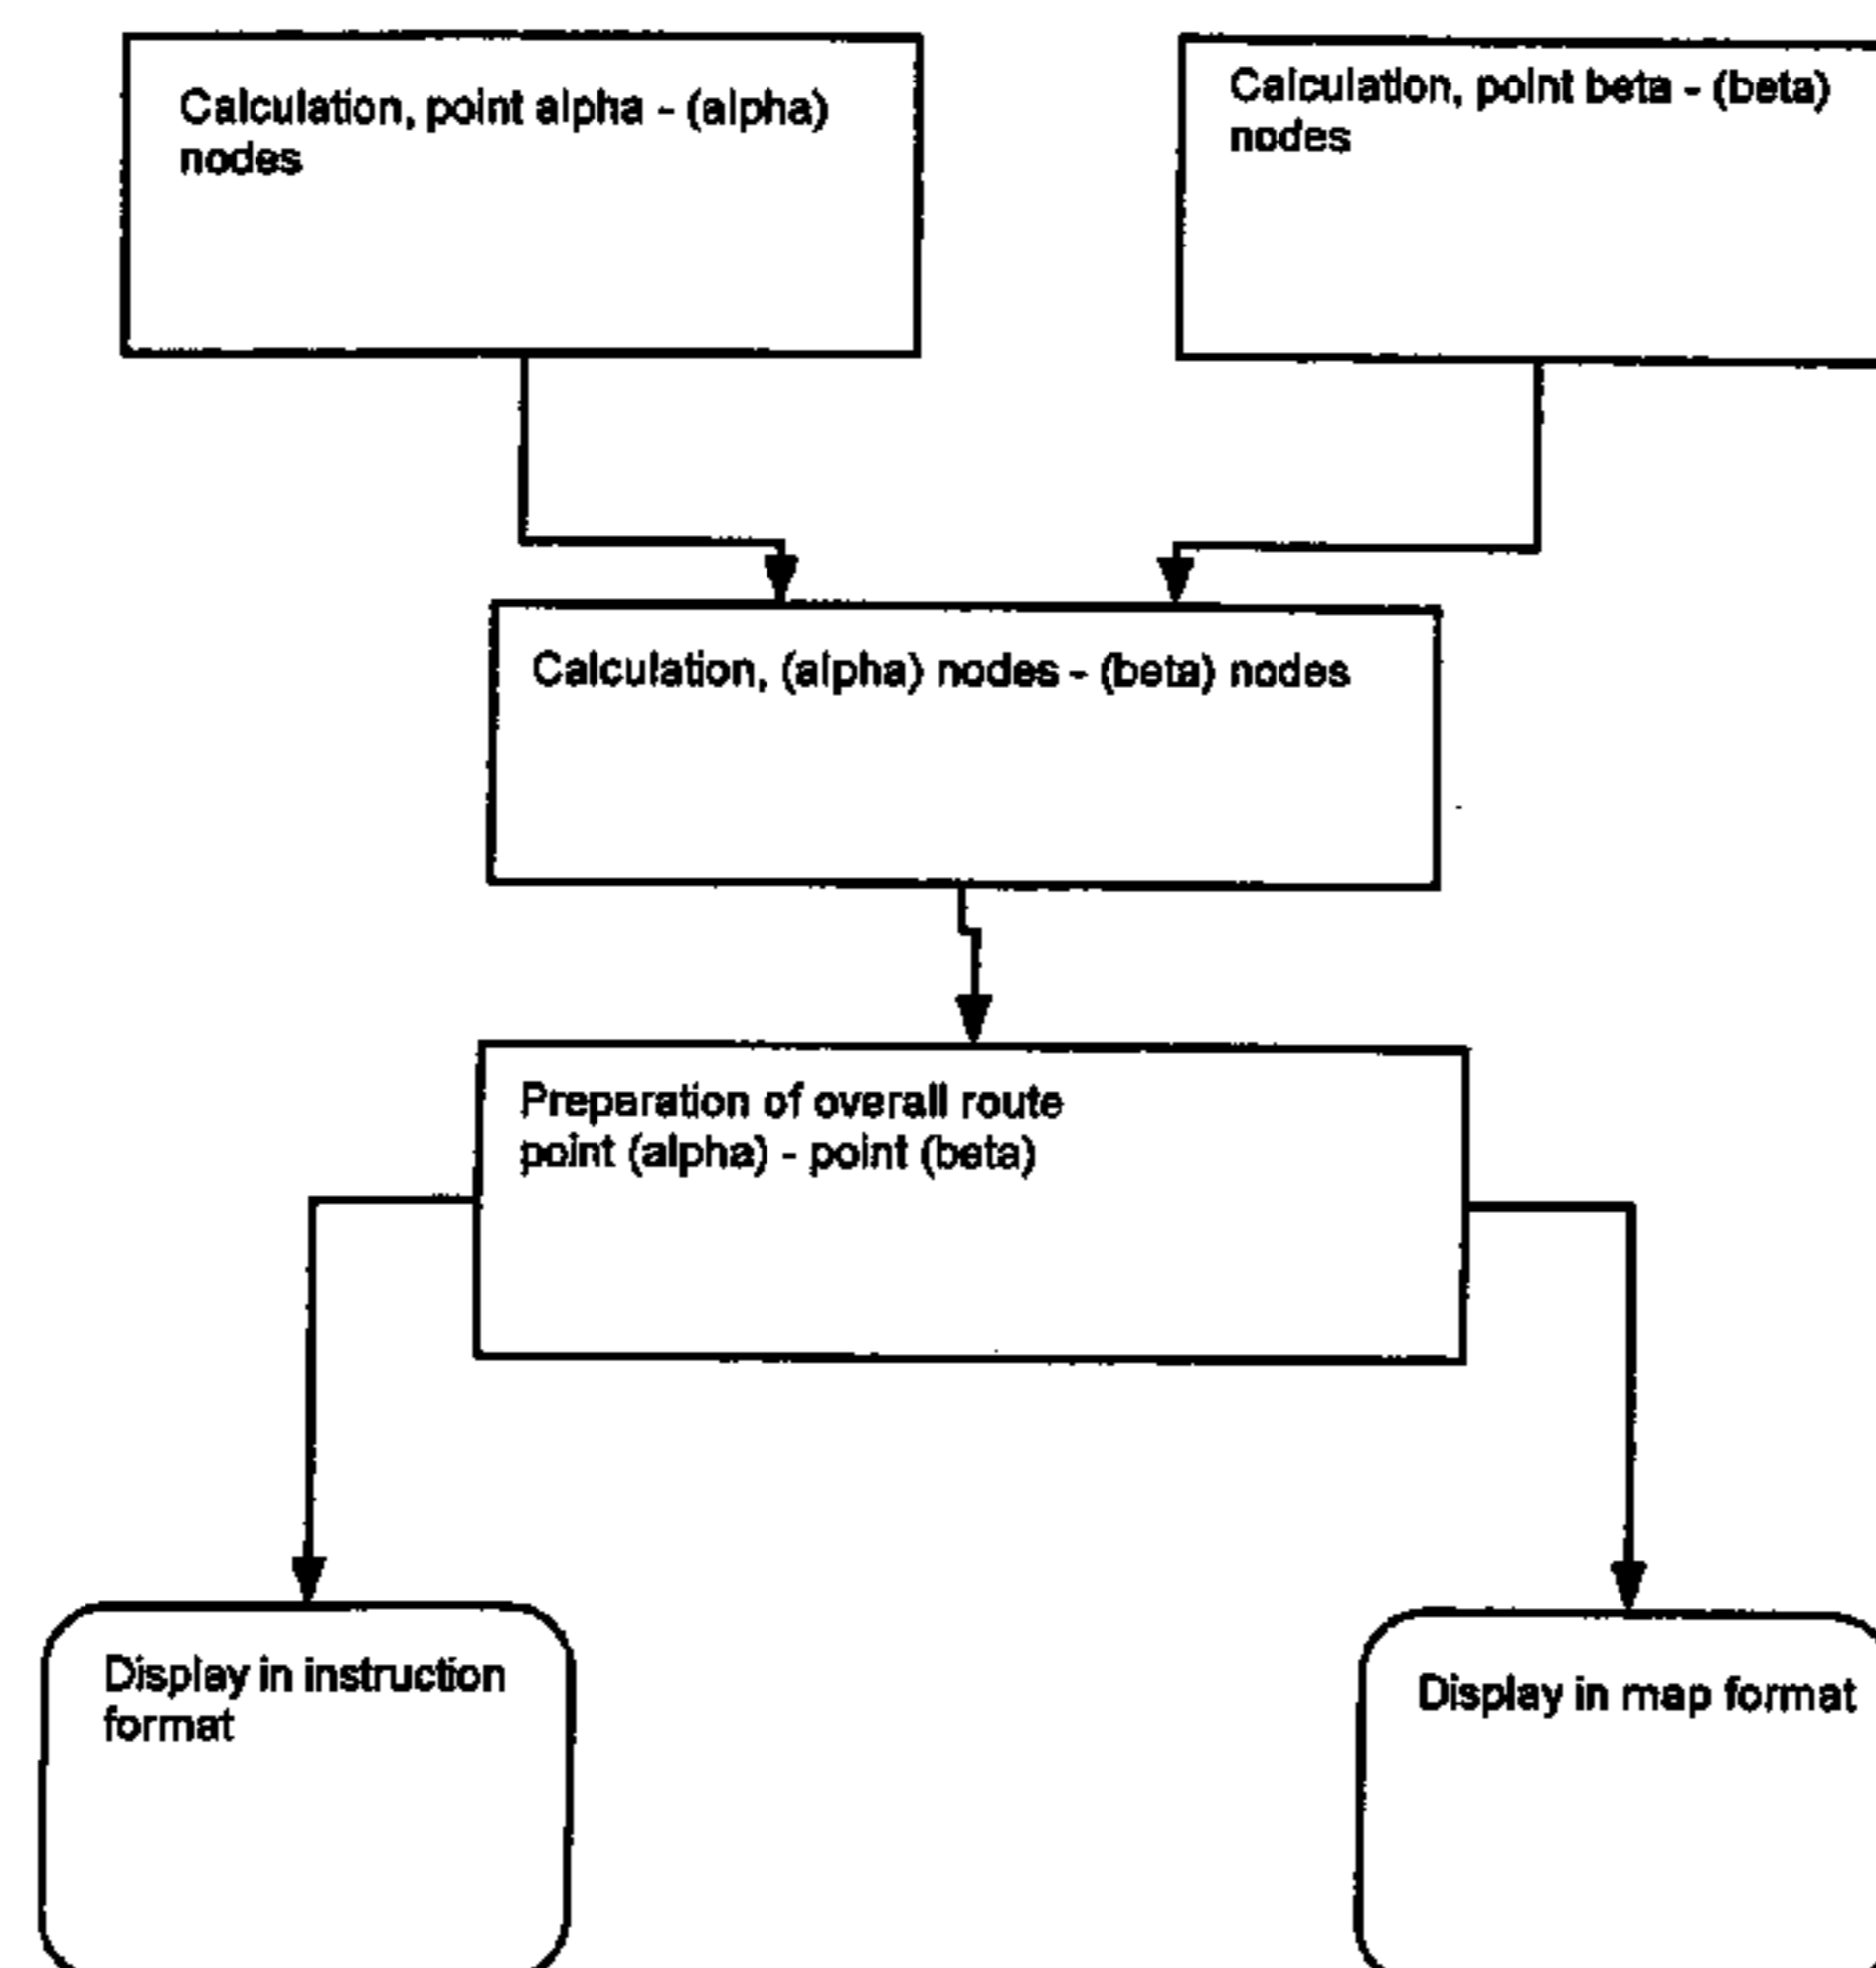 Calculation, point alpha - (alpha)
nodes
Calculation, point beta - (beta)
nodes
Calculation, (alpha) nodes - (beta) nodes
Preparation of overall route
point (alpha) - point (beta)
Display in instruction
format
Display in map format